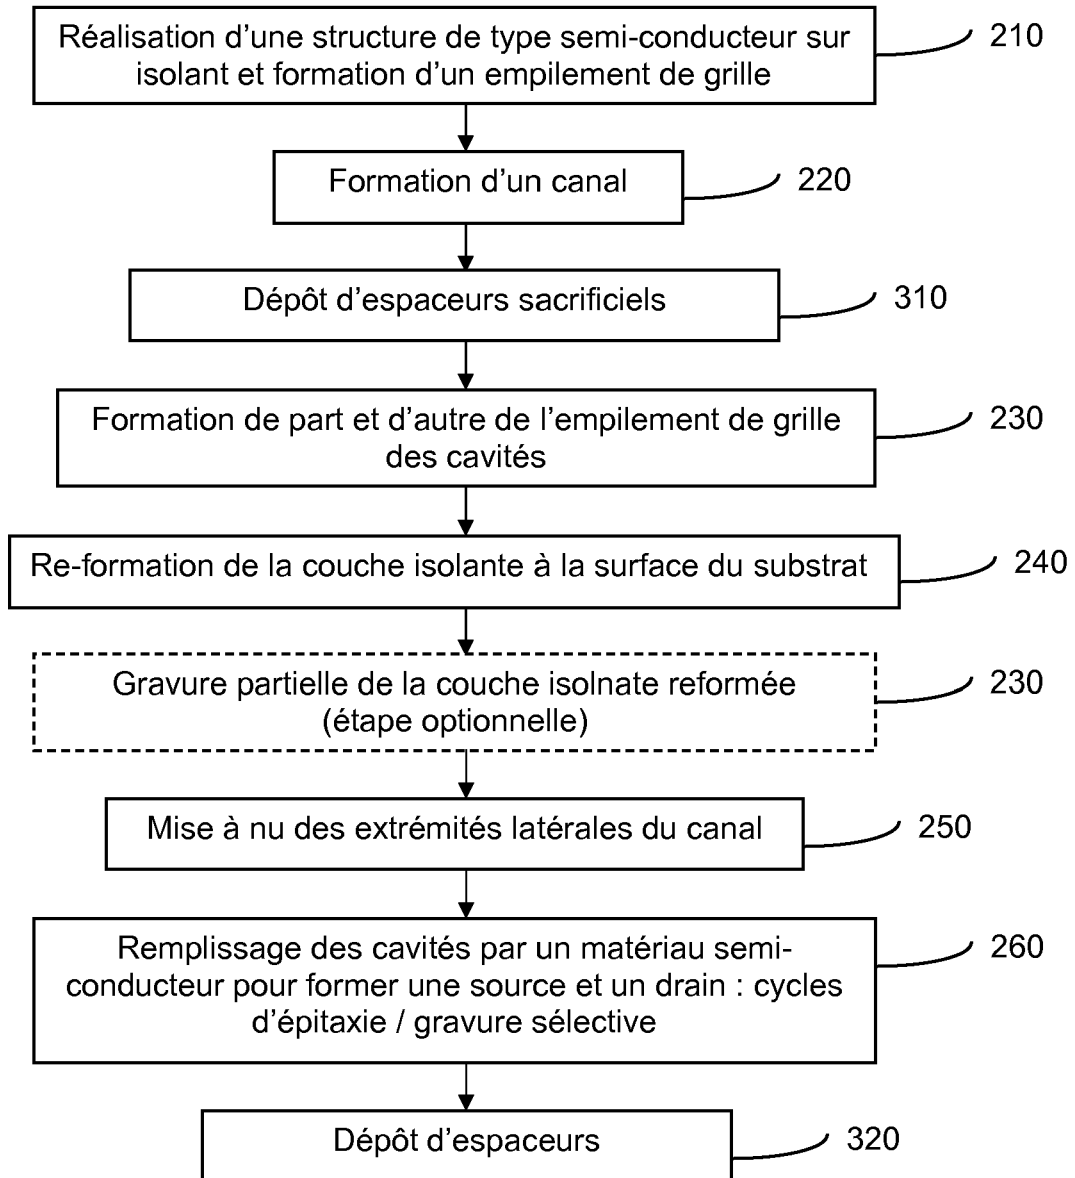 Réalisation d'une structure de type semi-conducteur sur
isolant et formation d'un empilement de grille
210
Formation d'un canal
220
Dépôt d'espaceurs sacrificiels
310
Formation de part et d'autre de l'empilement de grille
des cavités
230
Re-formation de la couche isolante à la surface du substrat
240
Gravure partielle de la couche isolnate reformée
(étape optionnelle)
230
Mise à nu des extrémités latérales du canal
250
Remplissage des cavités par un matériau semi-
conducteur pour former une source et un drain : cycles
d'épitaxie / gravure sélective
260
Dépôt d'espaceurs
320